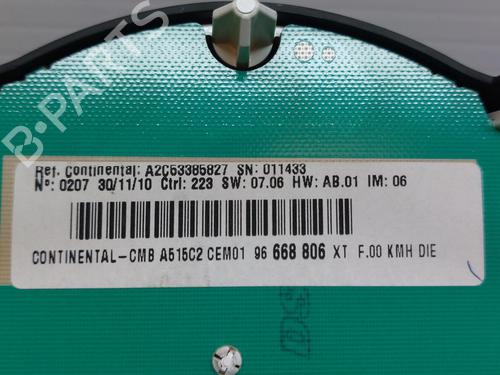 B-PARTS
Ref. Continental: A2C53385827 SN: 011433
Nº: 0207 30/11/10 Ctrl: 223 SW: 07.06 HW: AB.01 IM: 06
CONTINENTAL-CMB A515C2 CEM01 96 668 806 XT F.00 KMH DIE